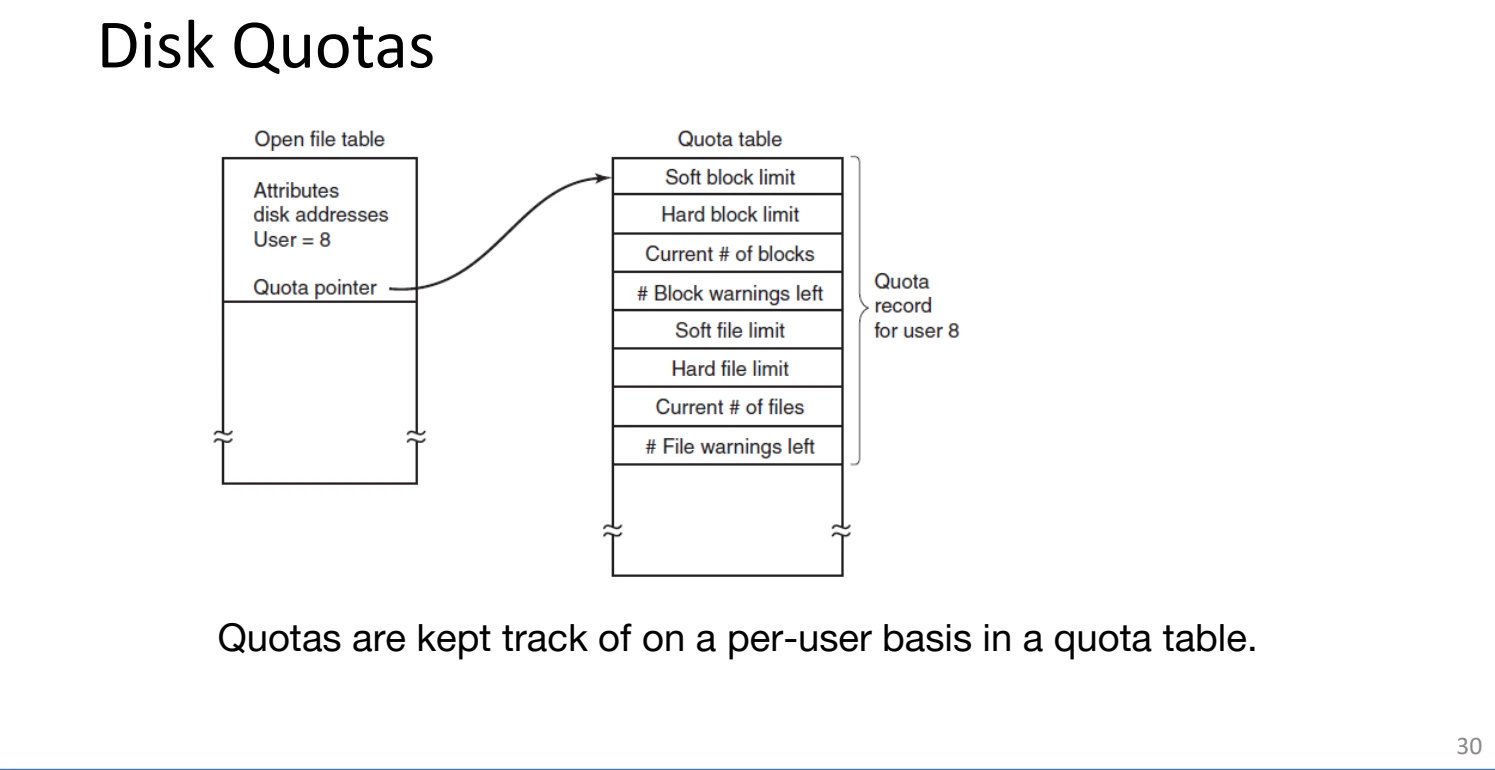 Disk Quotas
Open file table
Attributes
disk addresses
User = 8
Quota pointer
Quota table
Soft block limit
Hard block limit
Current # of blocks
# Block warnings left
Soft file limit
Hard file limit
Current # of files
# File warnings left
Quota
record
for user 8
Quotas are kept track of on a per-user basis in a quota table.
30